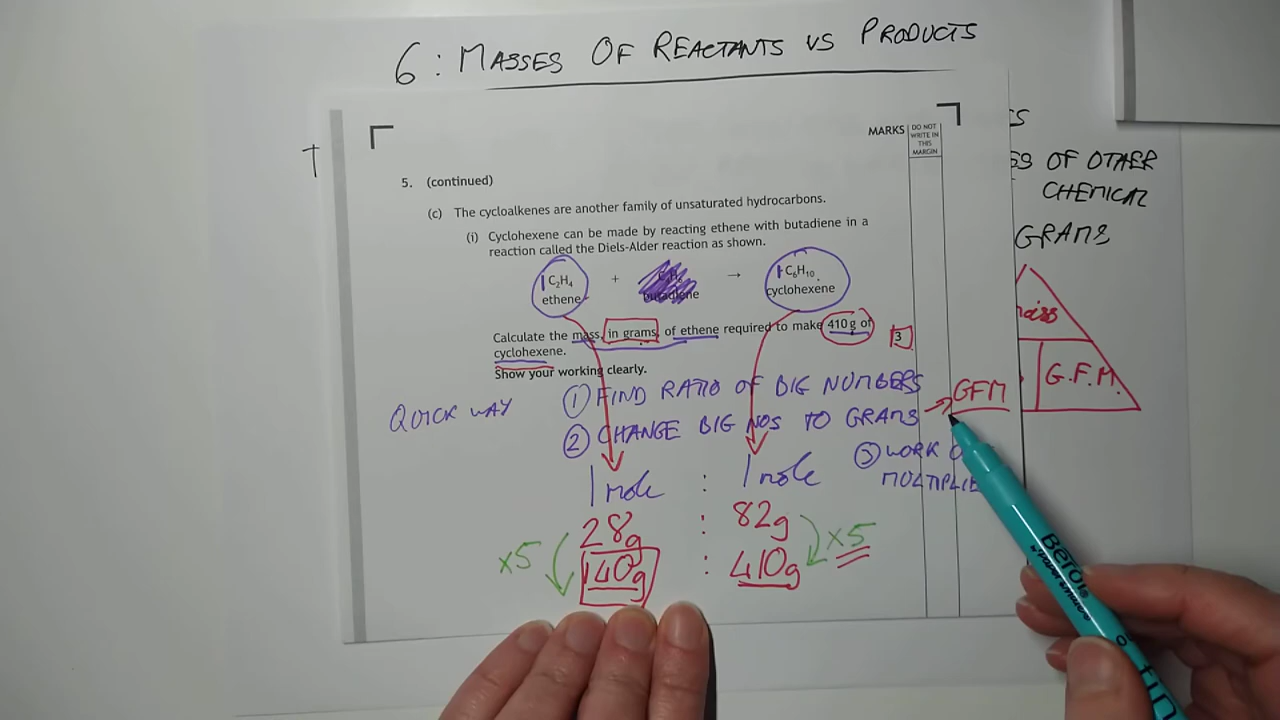 6: MASSES OF REACTANTS VS PRODUCTS
MARKS
DO NOT
WRITE IN
THIS
MARGIN
5. (continued)
OF OTHER
CHEMICAL
GRAMS
(c) The cycloalkenes are another family of unsaturated hydrocarbons.
(i) Cyclohexene can be made by reacting ethene with butadiene in a
reaction called the Diels-Alder reaction as shown.
1 C₂H₄ + → 1 C₆H₁₀
ethene butadiene cyclohexene
Calculate the mass, in grams, of ethene required to make 410 g of
cyclohexene.
3
Show your working clearly.
G.F.M.
QUICK WAY
① FIND RATIO OF BIG NUMBERS
② CHANGE BIG NOS TO GRAMS → GFM
③ WORK
1 mole : 1 mole
28g : 82g
x5 140g : 410g x5
Berol